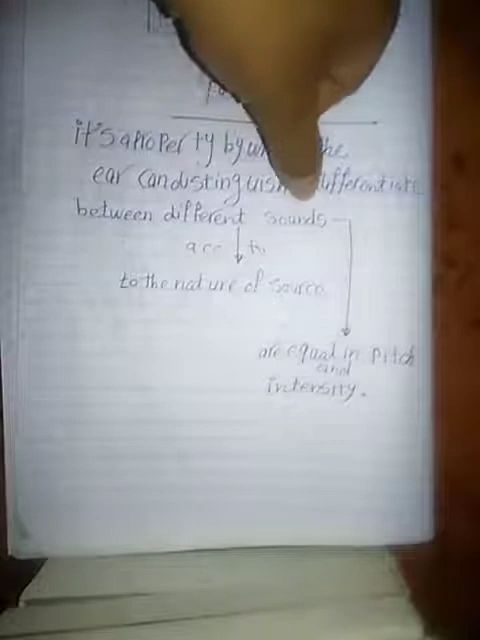 it's a property by the
ear can distinguish differentiate
between different sounds
acc to
to the nature of source
are equal in pitch
and
intensity.